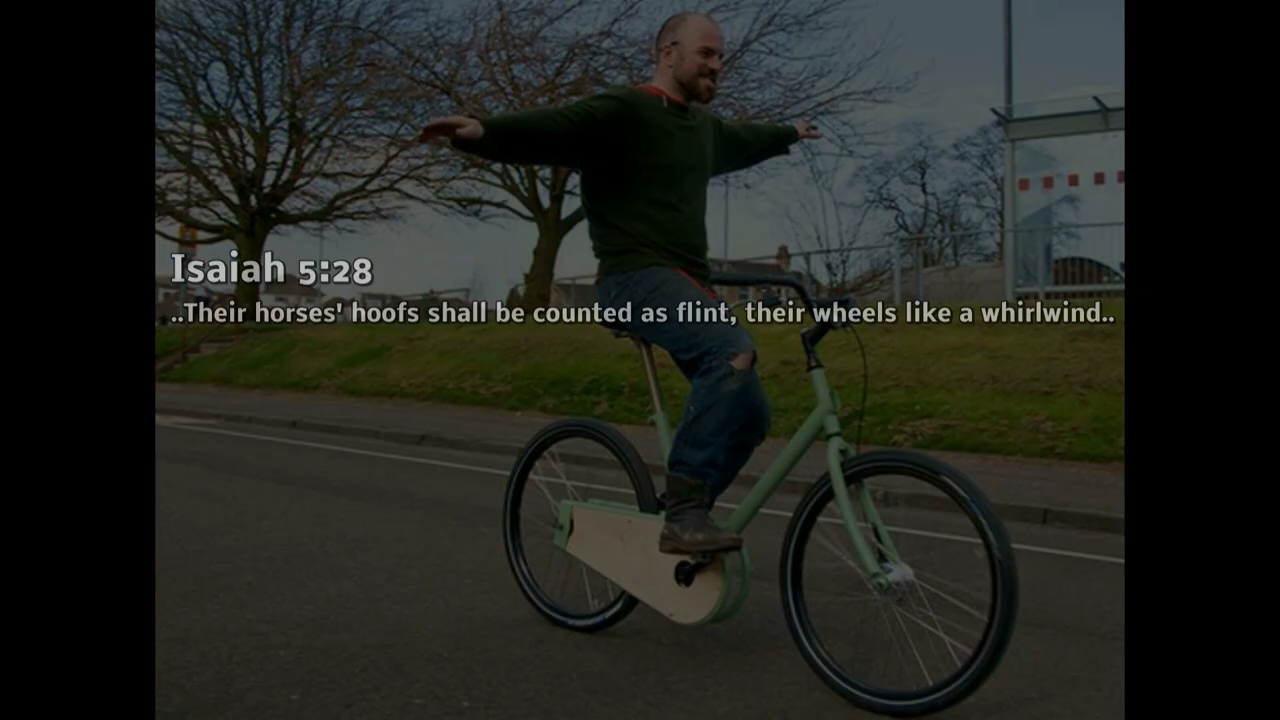 Isaiah 5:28
..Their horses' hoofs shall be counted as flint, their wheels like a whirlwind..